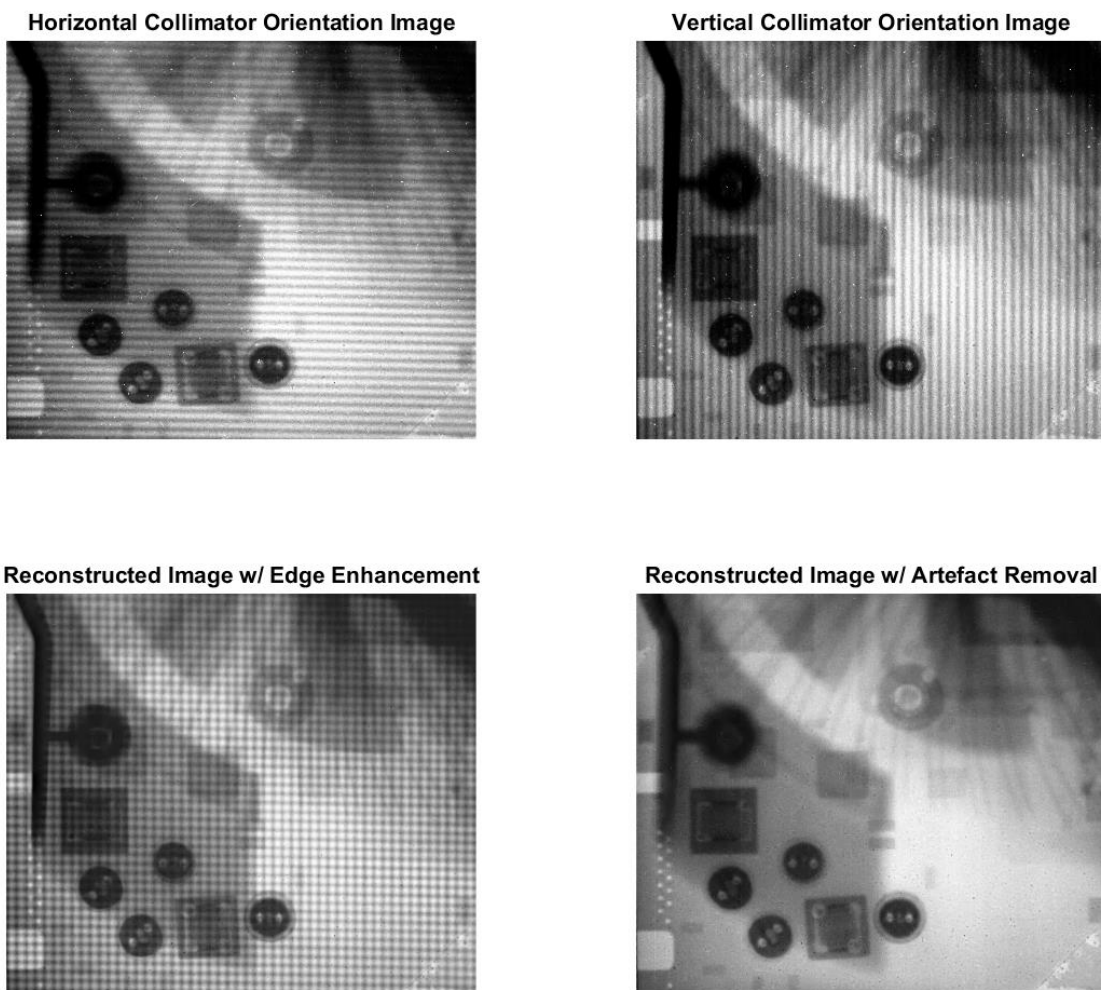 Horizontal Collimator Orientation Image
Vertical Collimator Orientation Image
Reconstructed Image w/ Edge Enhancement
Reconstructed Image w/ Artefact Removal